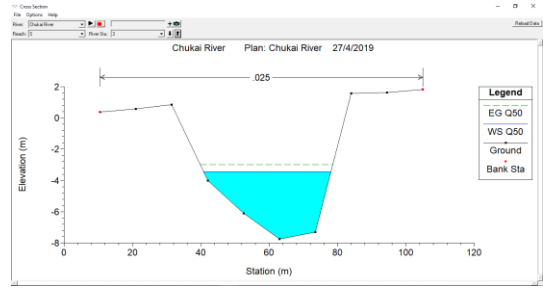 Cross Section
File Options Help
River: Chukai River
Reload Data
Reach: S River Sta.: 3
Chukai River Plan: Chukai River 27/4/2019
.025
Legend
EG Q50
WS Q50
Ground
Bank Sta
Elevation (m)
2
0
-2
-4
-6
-8
0 20 40 60 80 100 120
Station (m)